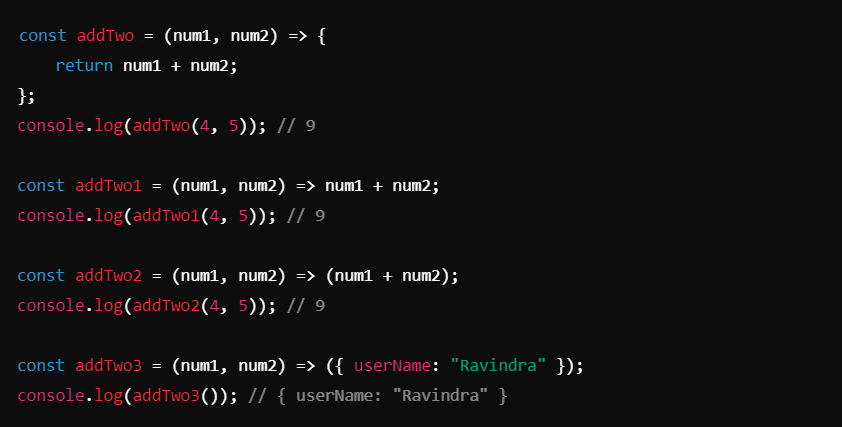 const addTwo = (num1, num2) => {
    return num1 + num2;
};
console.log(addTwo(4, 5)); // 9

const addTwo1 = (num1, num2) => num1 + num2;
console.log(addTwo1(4, 5)); // 9

const addTwo2 = (num1, num2) => (num1 + num2);
console.log(addTwo2(4, 5)); // 9

const addTwo3 = (num1, num2) => ({ userName: "Ravindra" });
console.log(addTwo3()); // { userName: "Ravindra" }